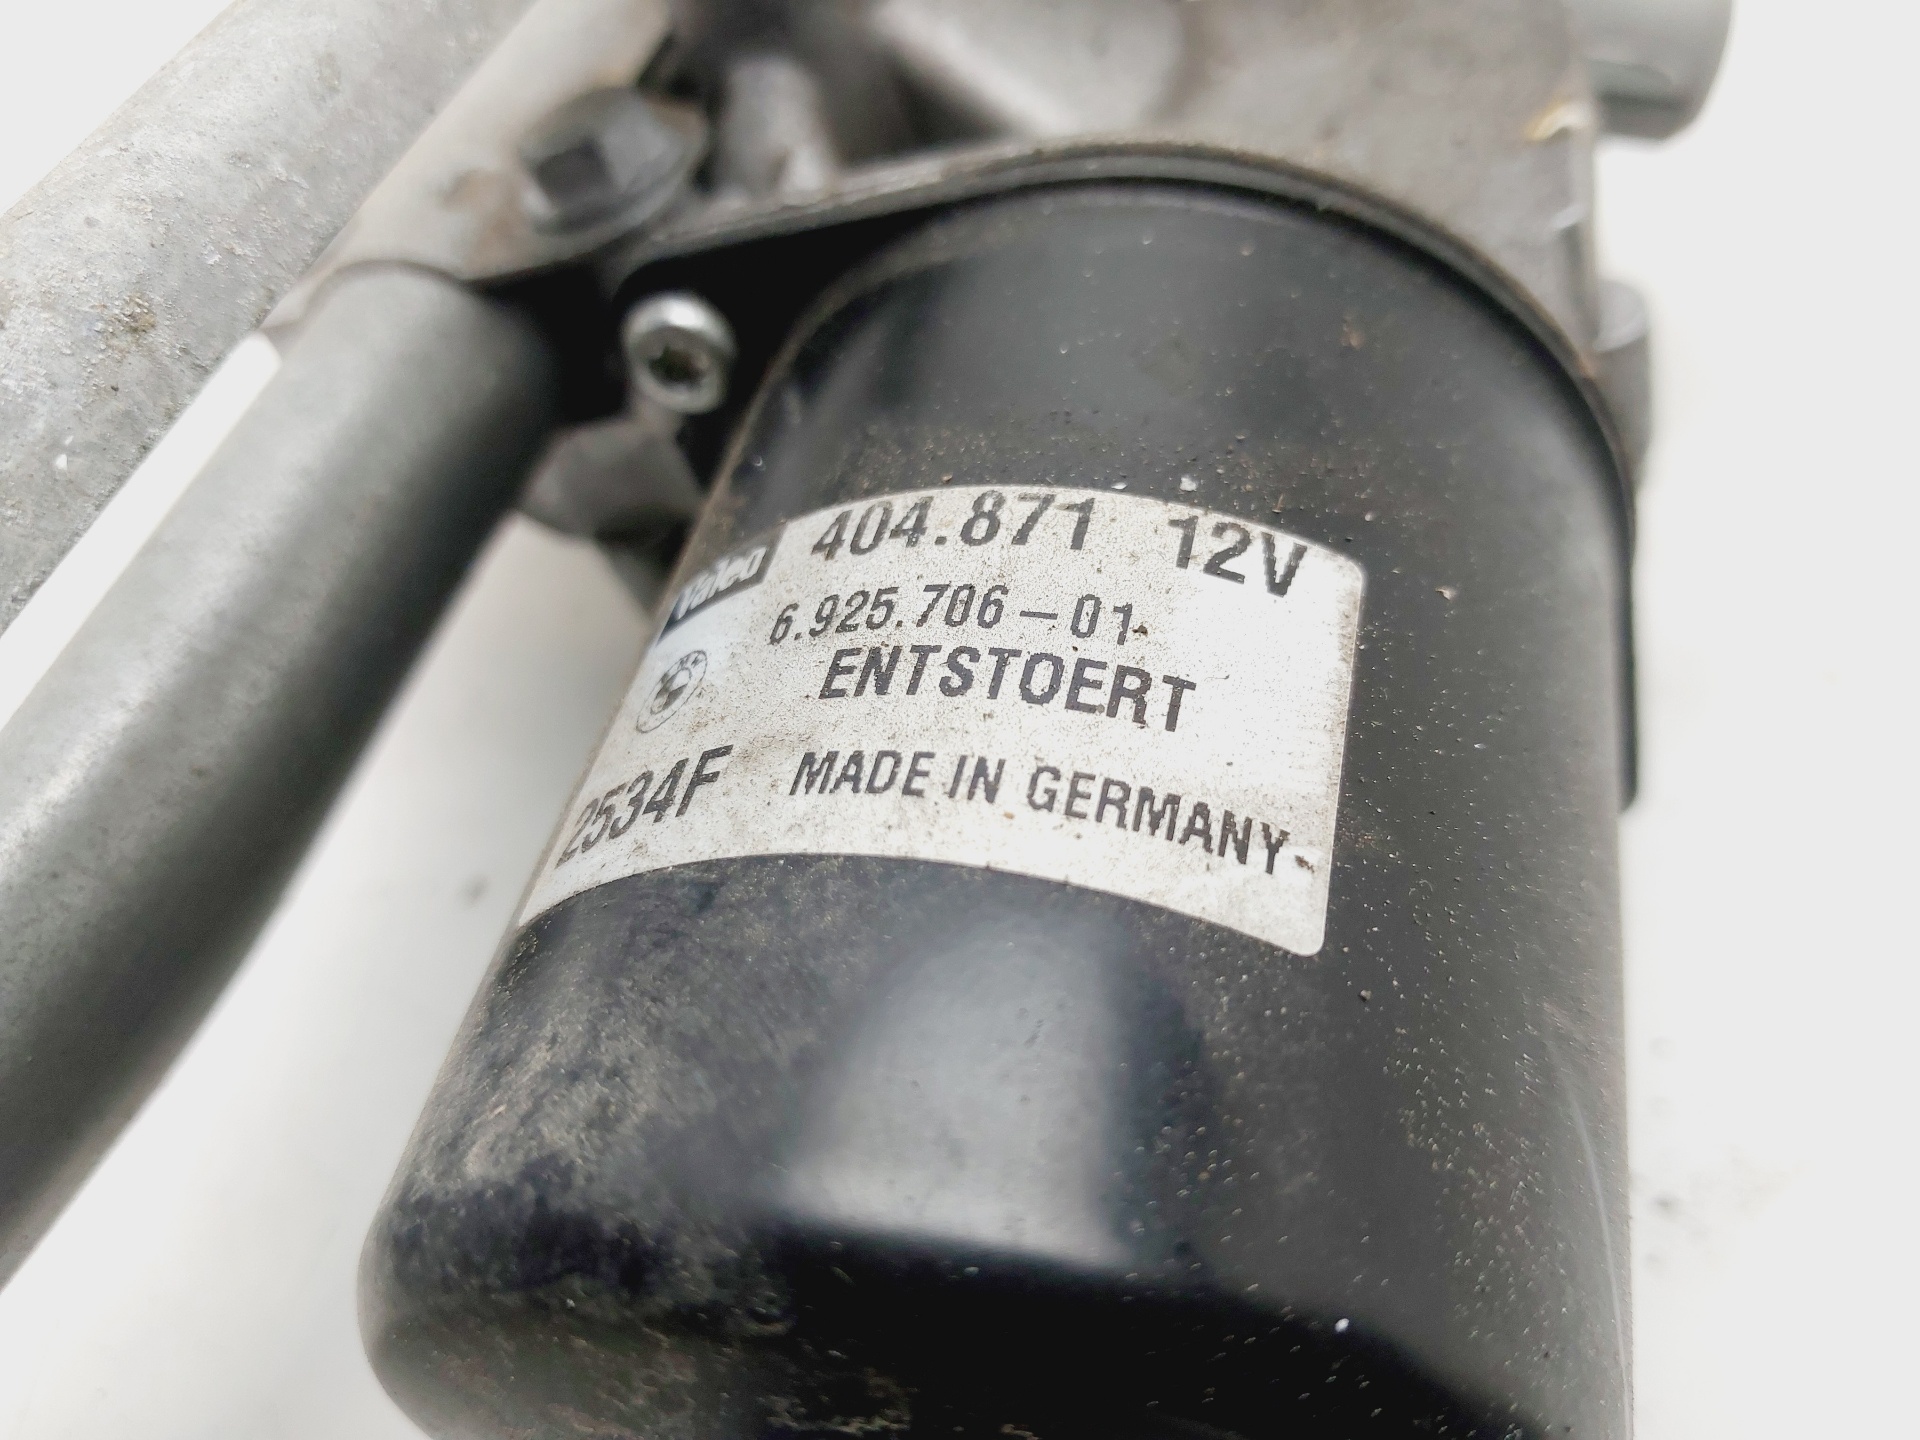 Valeo 404.871 12V
6.925.706-01
ENTSTOERT
2534F MADE IN GERMANY